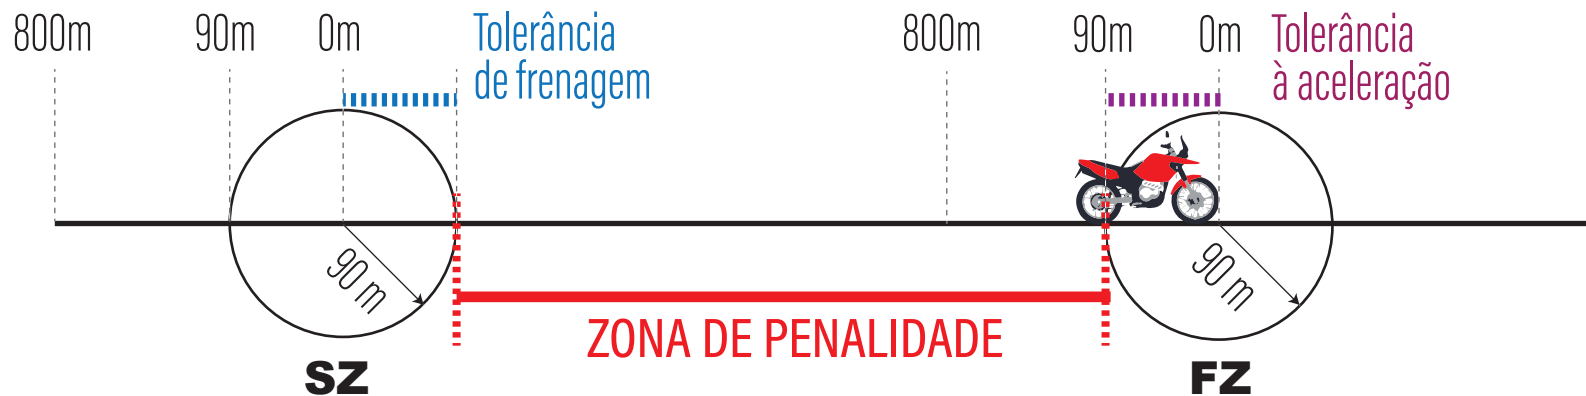 800m 90m 0m Tolerância
de frenagem
800m 90m 0m Tolerância
à aceleração
90 m
90 m
ZONA DE PENALIDADE
SZ
FZ